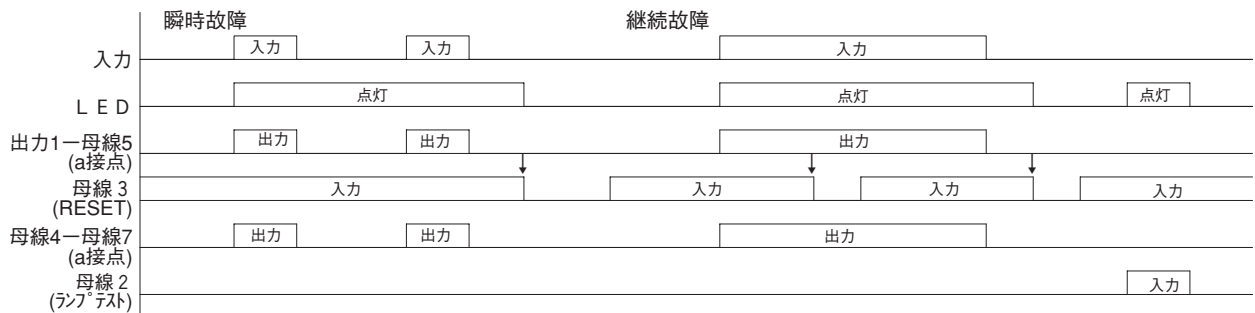 瞬時故障 継続故障
入力 入力 入力 入力
ＬＥＤ 点灯 点灯 点灯
出力1ー母線5 出力 出力 出力
(a接点)
母線３ 入力 入力 入力 入力
(RESET)
母線4ー母線7 出力 出力 出力
(a接点)
母線２ 入力
(ﾗﾝﾌﾟﾃｽﾄ)